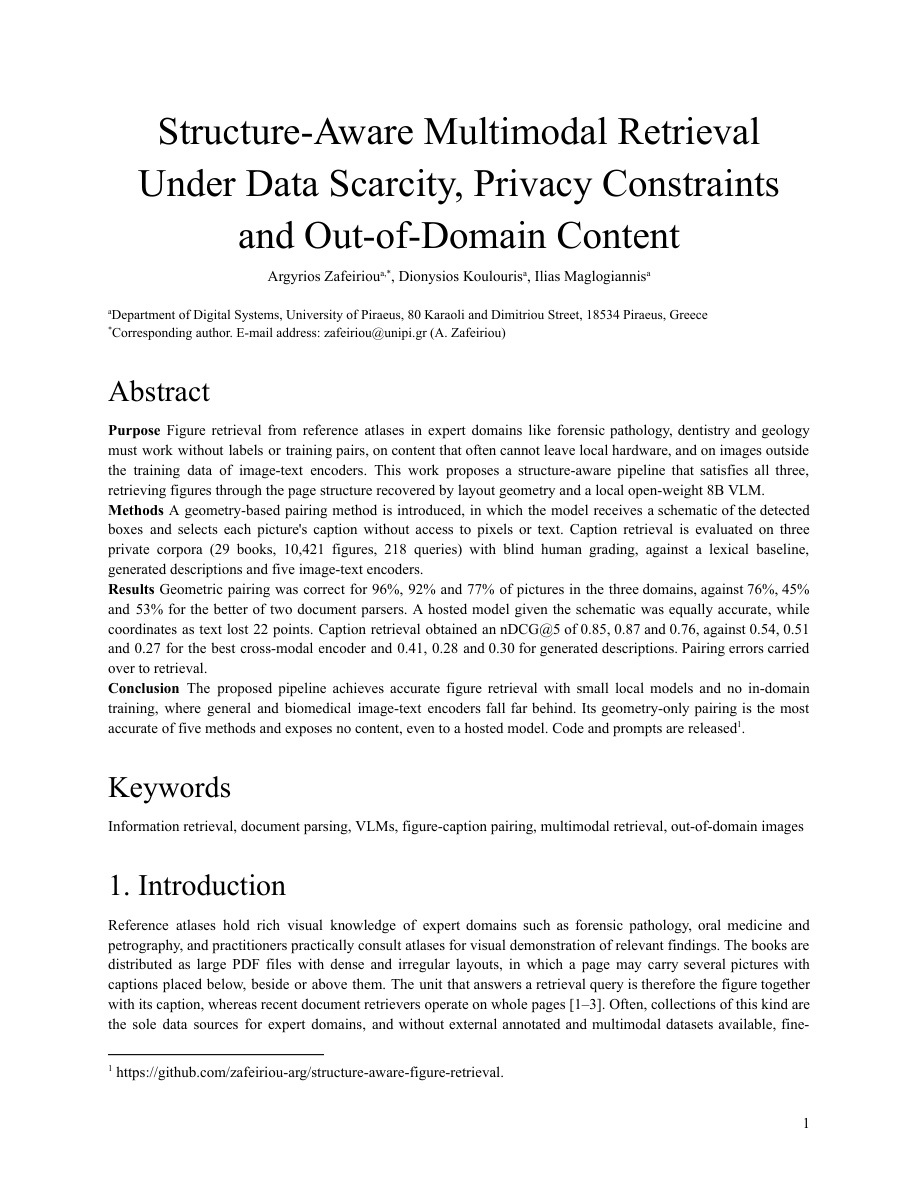 Structure-Aware Multimodal Retrieval
Under Data Scarcity, Privacy Constraints
and Out-of-Domain Content
Argyrios Zafeiriouᵃ,*, Dionysios Koulourisᵃ, Ilias Maglogiannisᵃ
ᵃDepartment of Digital Systems, University of Piraeus, 80 Karaoli and Dimitriou Street, 18534 Piraeus, Greece
*Corresponding author. E-mail address: zafeiriou@unipi.gr (A. Zafeiriou)
Abstract
Purpose Figure retrieval from reference atlases in expert domains like forensic pathology, dentistry and geology
must work without labels or training pairs, on content that often cannot leave local hardware, and on images outside
the training data of image-text encoders. This work proposes a structure-aware pipeline that satisfies all three,
retrieving figures through the page structure recovered by layout geometry and a local open-weight 8B VLM.
Methods A geometry-based pairing method is introduced, in which the model receives a schematic of the detected
boxes and selects each picture's caption without access to pixels or text. Caption retrieval is evaluated on three
private corpora (29 books, 10,421 figures, 218 queries) with blind human grading, against a lexical baseline,
generated descriptions and five image-text encoders.
Results Geometric pairing was correct for 96%, 92% and 77% of pictures in the three domains, against 76%, 45%
and 53% for the better of two document parsers. A hosted model given the schematic was equally accurate, while
coordinates as text lost 22 points. Caption retrieval obtained an nDCG@5 of 0.85, 0.87 and 0.76, against 0.54, 0.51
and 0.27 for the best cross-modal encoder and 0.41, 0.28 and 0.30 for generated descriptions. Pairing errors carried
over to retrieval.
Conclusion The proposed pipeline achieves accurate figure retrieval with small local models and no in-domain
training, where general and biomedical image-text encoders fall far behind. Its geometry-only pairing is the most
accurate of five methods and exposes no content, even to a hosted model. Code and prompts are released¹.
Keywords
Information retrieval, document parsing, VLMs, figure-caption pairing, multimodal retrieval, out-of-domain images
1. Introduction
Reference atlases hold rich visual knowledge of expert domains such as forensic pathology, oral medicine and
petrography, and practitioners practically consult atlases for visual demonstration of relevant findings. The books are
distributed as large PDF files with dense and irregular layouts, in which a page may carry several pictures with
captions placed below, beside or above them. The unit that answers a retrieval query is therefore the figure together
with its caption, whereas recent document retrievers operate on whole pages [1–3]. Often, collections of this kind are
the sole data sources for expert domains, and without external annotated and multimodal datasets available, fine-
¹ https://github.com/zafeiriou-arg/structure-aware-figure-retrieval.
1